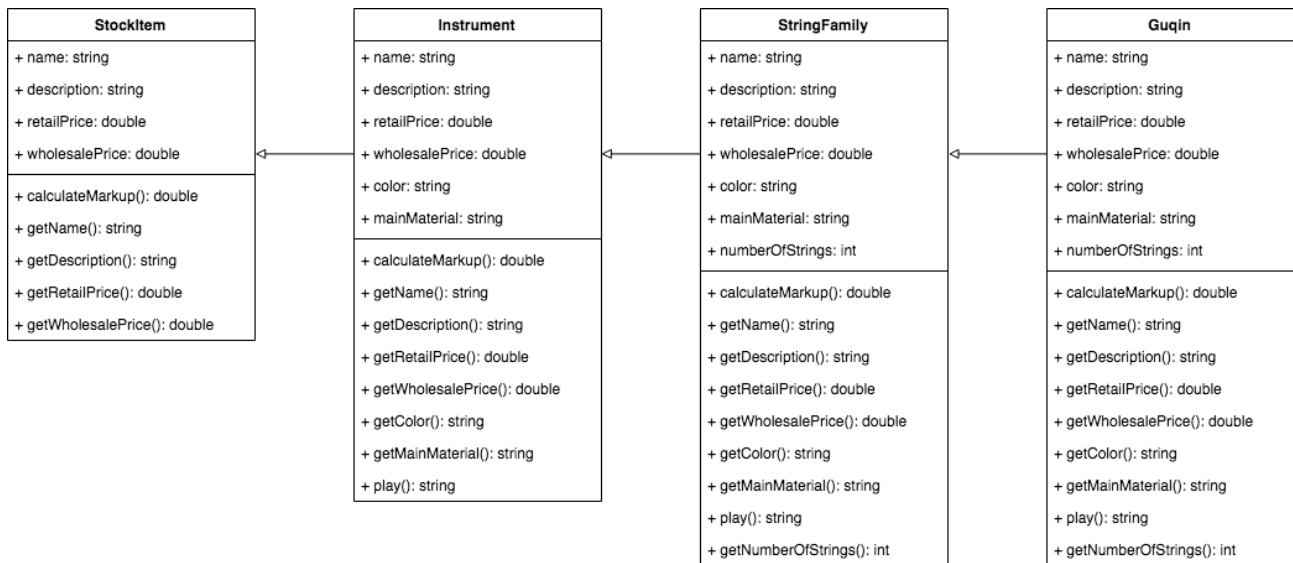 StockItem
+ name: string
+ description: string
+ retailPrice: double
+ wholesalePrice: double
+ calculateMarkup(): double
+ getName(): string
+ getDescription(): string
+ getRetailPrice(): double
+ getWholesalePrice(): double
Instrument
+ name: string
+ description: string
+ retailPrice: double
+ wholesalePrice: double
+ color: string
+ mainMaterial: string
+ calculateMarkup(): double
+ getName(): string
+ getDescription(): string
+ getRetailPrice(): double
+ getWholesalePrice(): double
+ getColor(): string
+ getMainMaterial(): string
+ play(): string
StringFamily
+ name: string
+ description: string
+ retailPrice: double
+ wholesalePrice: double
+ color: string
+ mainMaterial: string
+ numberOfStrings: int
+ calculateMarkup(): double
+ getName(): string
+ getDescription(): string
+ getRetailPrice(): double
+ getWholesalePrice(): double
+ getColor(): string
+ getMainMaterial(): string
+ play(): string
+ getNumberOfStrings(): int
Guqin
+ name: string
+ description: string
+ retailPrice: double
+ wholesalePrice: double
+ color: string
+ mainMaterial: string
+ numberOfStrings: int
+ calculateMarkup(): double
+ getName(): string
+ getDescription(): string
+ getRetailPrice(): double
+ getWholesalePrice(): double
+ getColor(): string
+ getMainMaterial(): string
+ play(): string
+ getNumberOfStrings(): int